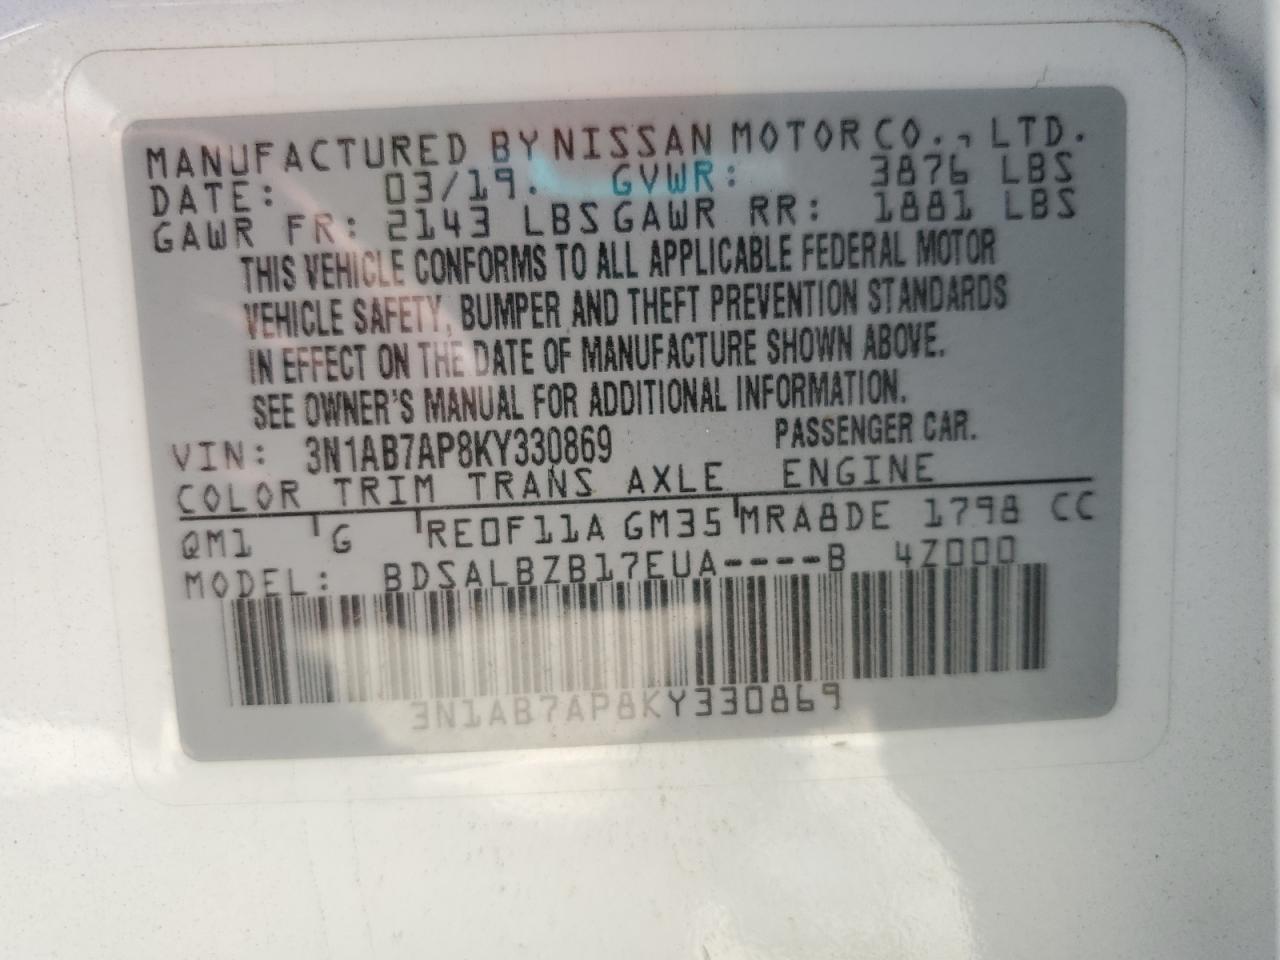 MANUFACTURED BY NISSAN MOTOR CO., LTD.
DATE: 03/19. GVWR: 3876 LBS
GAWR FR: 2143 LBS GAWR RR: 1881 LBS
THIS VEHICLE CONFORMS TO ALL APPLICABLE FEDERAL MOTOR
VEHICLE SAFETY, BUMPER AND THEFT PREVENTION STANDARDS
IN EFFECT ON THE DATE OF MANUFACTURE SHOWN ABOVE.
SEE OWNER'S MANUAL FOR ADDITIONAL INFORMATION.
VIN: 3N1AB7AP8KY330869 PASSENGER CAR.
COLOR TRIM TRANS AXLE ENGINE
QM1 G RE0F11A GM35 MRA8DE 1798 CC
MODEL: BDSALBZB17EUA----B 4Z000
3N1AB7AP8KY330869